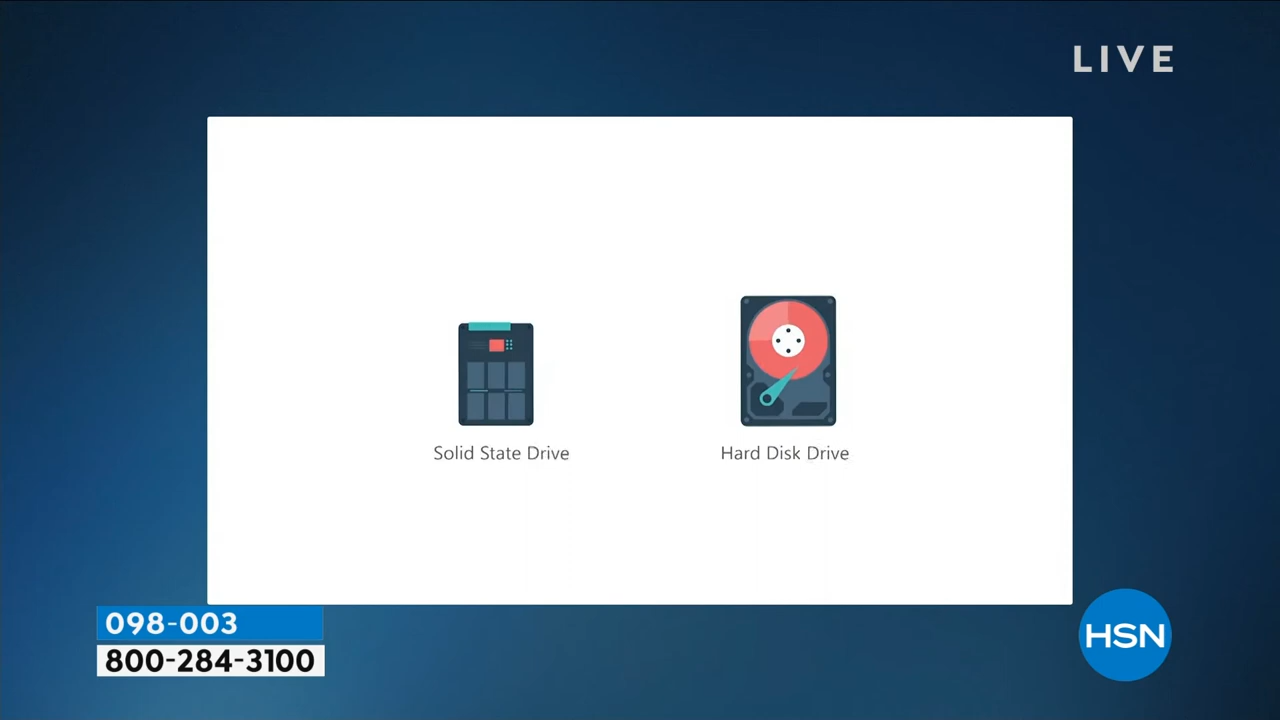 LIVE
Solid State Drive
Hard Disk Drive
098-003
800-284-3100
HSN